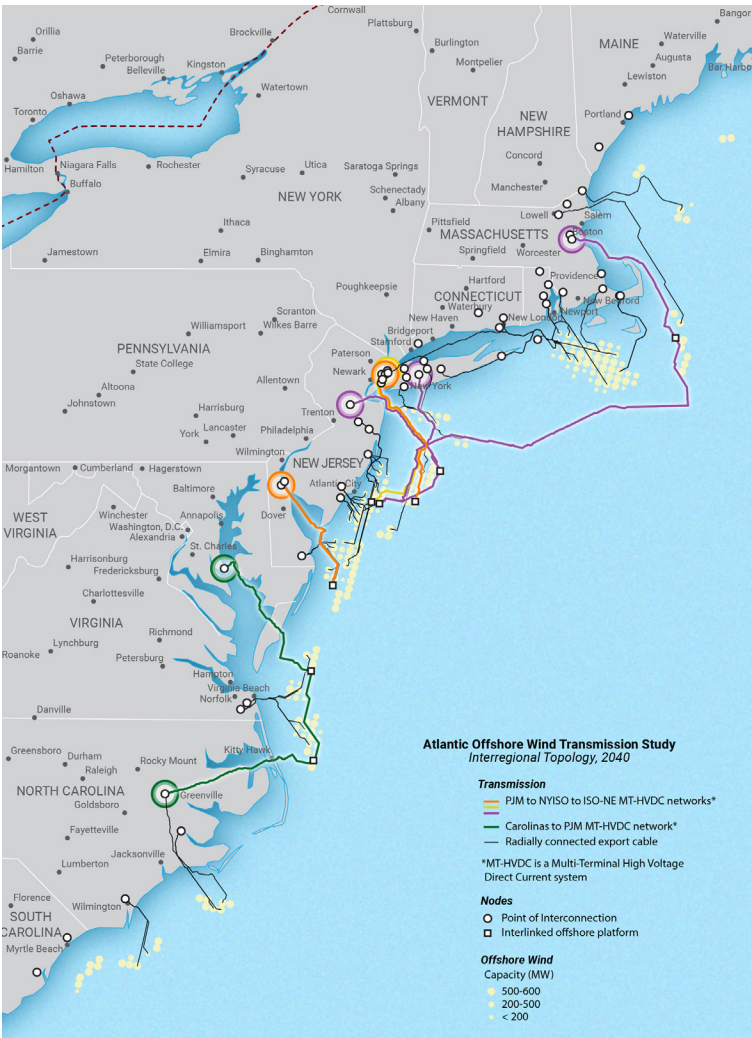 Cornwall
Bangor
Orillia
Brockville
Plattsburg
Waterville
Barrie
Burlington
MAINE
Peterborough
Belleville
Kingston
Montpelier
Augusta
Bar Harbo
Lewiston
Oshawa
Watertown
VERMONT
Toronto
NEW
HAMPSHIRE
Portland
Hamilton
Niagara Falls
Rochester
Utica
Saratoga Springs
Concord
Buffalo
Syracuse
Schenectady
Manchester
NEW YORK
Albany
Lowell
Salem
Ithaca
Pittsfield
MASSACHUSETTS
Boston
Jamestown
Elmira
Binghamton
Springfield
Worcester
Poughkeepsie
Hartford
Providence
CONNECTICUT
New Bedford
Scranton
Waterbury
New London
Newport
Williamsport
Wilkes Barre
New Haven
Bridgeport
Stamford
PENNSYLVANIA
State College
Paterson
Newark
New York
Altoona
Allentown
Johnstown
Harrisburg
Trenton
York
Lancaster
Philadelphia
Wilmington
NEW JERSEY
Morgantown
Cumberland
Hagerstown
Baltimore
Atlantic City
WEST
VIRGINIA
Winchester
Annapolis
Dover
Washington, D.C.
Alexandria
St. Charles
Harrisonburg
Fredericksburg
Charlottesville
VIRGINIA
Richmond
Lynchburg
Roanoke
Petersburg
Hampton
Virginia Beach
Norfolk
Danville
Kitty Hawk
Greensboro
Durham
Raleigh
Rocky Mount
NORTH CAROLINA
Greenville
Goldsboro
Fayetteville
Jacksonville
Lumberton
Florence
Wilmington
SOUTH
CAROLINA
Myrtle Beach
Atlantic Offshore Wind Transmission Study
Interregional Topology, 2040
Transmission
PJM to NYISO to ISO-NE MT-HVDC networks*
Carolinas to PJM MT-HVDC network*
Radially connected export cable
*MT-HVDC is a Multi-Terminal High Voltage
Direct Current system
Nodes
Point of Interconnection
Interlinked offshore platform
Offshore Wind
Capacity (MW)
500-600
200-500
< 200